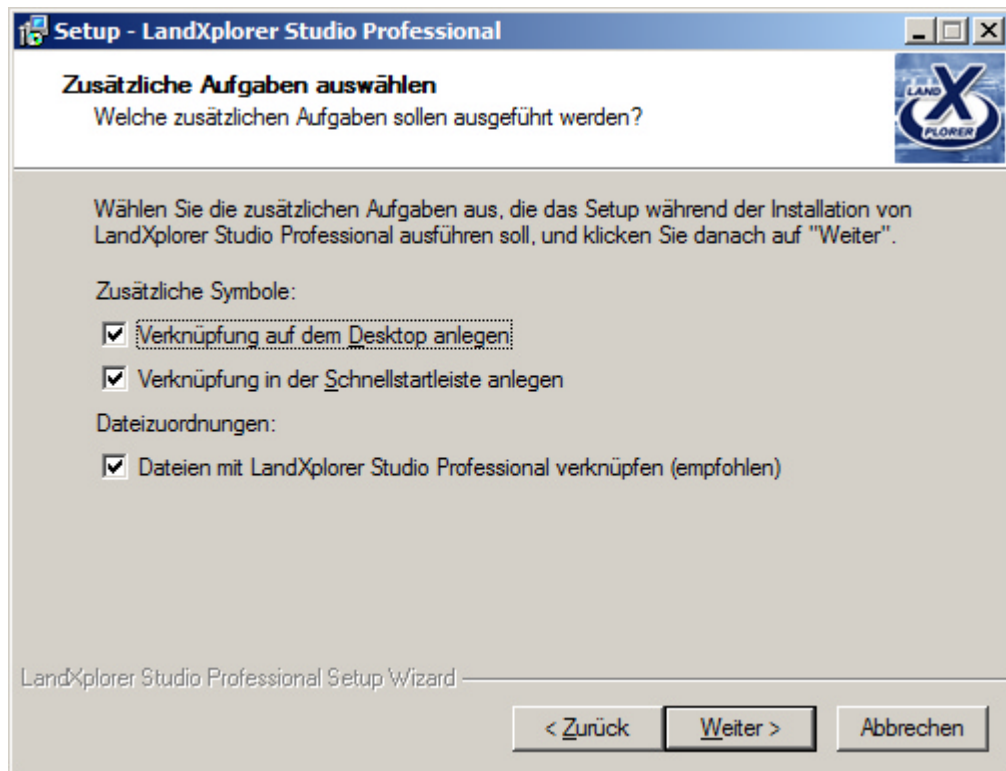 Setup - LandXplorer Studio Professional
Zusätzliche Aufgaben auswählen
Welche zusätzlichen Aufgaben sollen ausgeführt werden?
LAND X
PLORER
Wählen Sie die zusätzlichen Aufgaben aus, die das Setup während der Installation von
LandXplorer Studio Professional ausführen soll, und klicken Sie danach auf "Weiter".
Zusätzliche Symbole:
Verknüpfung auf dem Desktop anlegen
Verknüpfung in der Schnellstartleiste anlegen
Dateizuordnungen:
Dateien mit LandXplorer Studio Professional verknüpfen (empfohlen)
LandXplorer Studio Professional Setup Wizard
< Zurück Weiter > Abbrechen